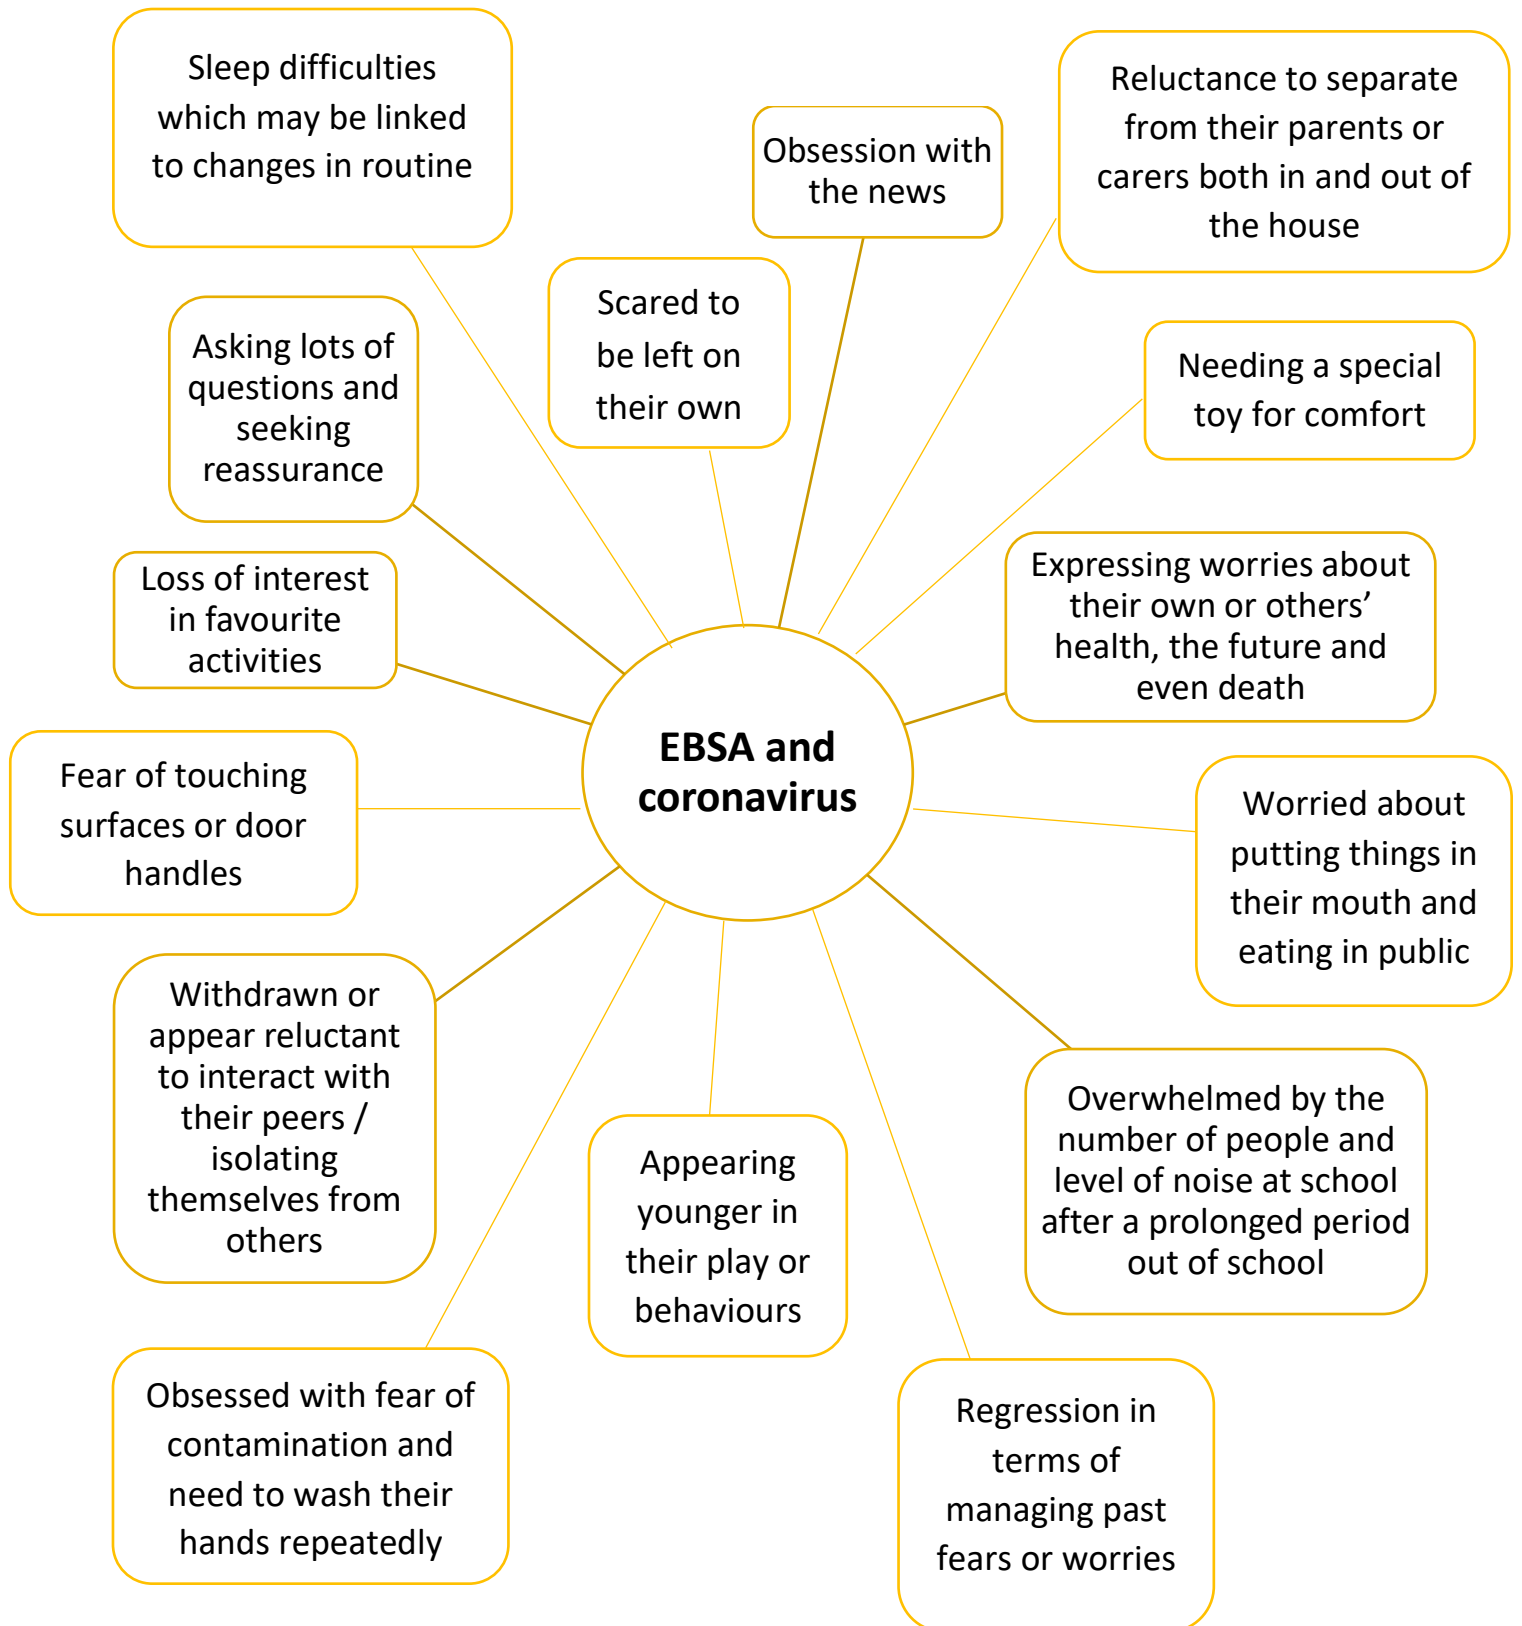 Sleep difficulties
which may be linked
to changes in routine
Obsession with
the news
Reluctance to separate
from their parents or
carers both in and out of
the house
Scared to
be left on
their own
Asking lots of
questions and
seeking
reassurance
Needing a special
toy for comfort
Loss of interest
in favourite
activities
Expressing worries about
their own or others’
health, the future and
even death
EBSA and
coronavirus
Fear of touching
surfaces or door
handles
Worried about
putting things in
their mouth and
eating in public
Withdrawn or
appear reluctant
to interact with
their peers /
isolating
themselves from
others
Overwhelmed by the
number of people and
level of noise at school
after a prolonged period
out of school
Appearing
younger in
their play or
behaviours
Obsessed with fear of
contamination and
need to wash their
hands repeatedly
Regression in
terms of
managing past
fears or worries